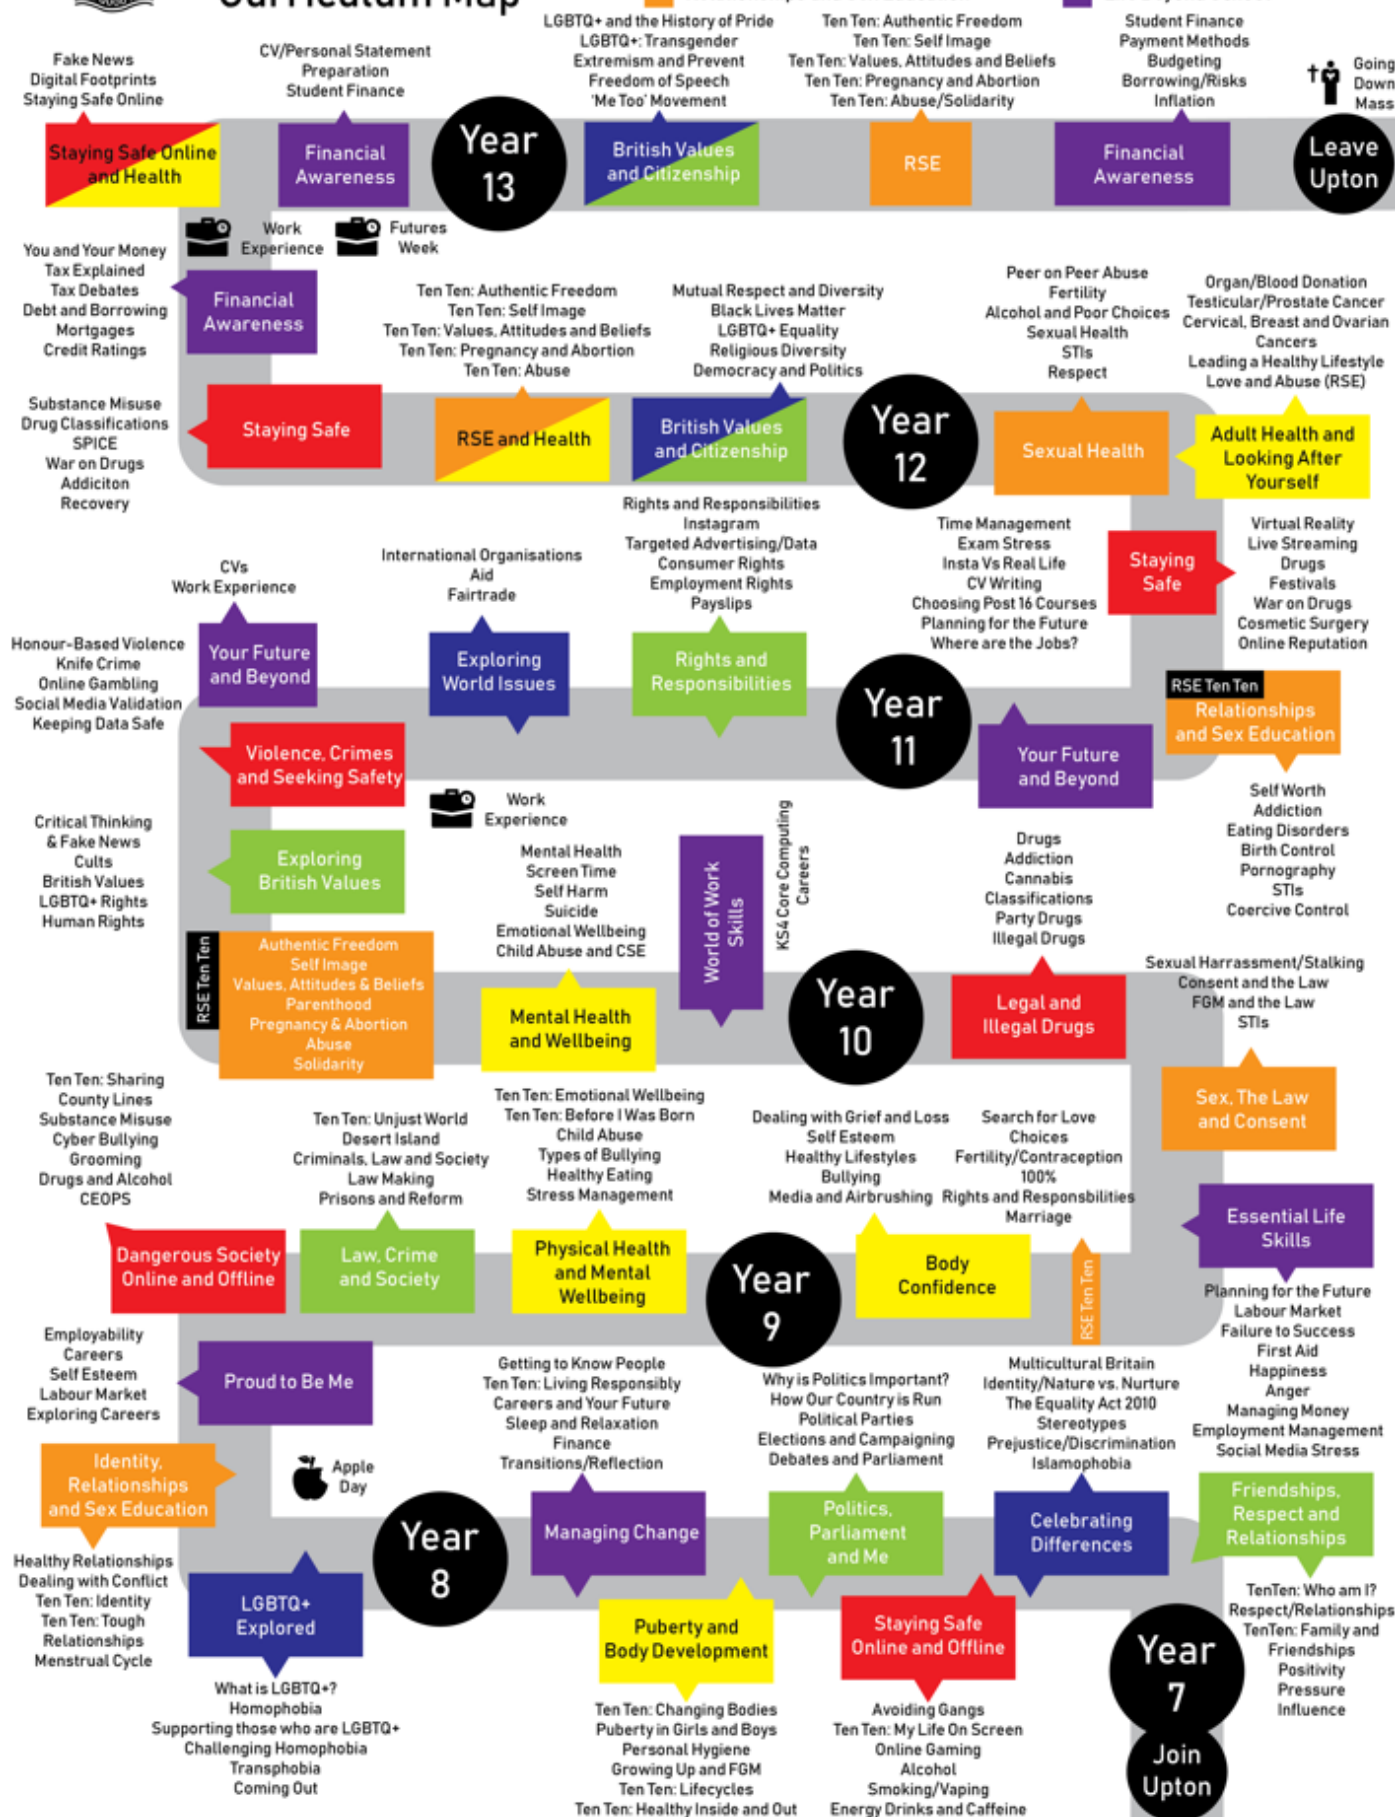 Curriculum Map
Fake News
Digital Footprints
Staying Safe Online
CV/Personal Statement
Preparation
Student Finance
LGBTQ+ and the History of Pride
LGBTQ+: Transgender
Extremism and Prevent
Freedom of Speech
'Me Too' Movement
Ten Ten: Authentic Freedom
Ten Ten: Self Image
Ten Ten: Values, Attitudes and Beliefs
Ten Ten: Pregnancy and Abortion
Ten Ten: Abuse/Solidarity
Student Finance
Payment Methods
Budgeting
Borrowing/Risks
Inflation
Going
Down
Mass
Staying Safe Online
and Health
Financial
Awareness
Year
13
British Values
and Citizenship
RSE
Financial
Awareness
Leave
Upton
Work
Experience
Futures
Week
You and Your Money
Tax Explained
Tax Debates
Debt and Borrowing
Mortgages
Credit Ratings
Financial
Awareness
Ten Ten: Authentic Freedom
Ten Ten: Self Image
Ten Ten: Values, Attitudes and Beliefs
Ten Ten: Pregnancy and Abortion
Ten Ten: Abuse
Mutual Respect and Diversity
Black Lives Matter
LGBTQ+ Equality
Religious Diversity
Democracy and Politics
Peer on Peer Abuse
Fertility
Alcohol and Poor Choices
Sexual Health
STIs
Respect
Organ/Blood Donation
Testicular/Prostate Cancer
Cervical, Breast and Ovarian
Cancers
Leading a Healthy Lifestyle
Love and Abuse (RSE)
Substance Misuse
Drug Classifications
SPICE
War on Drugs
Addiciton
Recovery
Staying Safe
RSE and Health
British Values
and Citizenship
Year
12
Sexual Health
Adult Health and
Looking After
Yourself
CVs
Work Experience
International Organisations
Aid
Fairtrade
Rights and Responsibilities
Instagram
Targeted Advertising/Data
Consumer Rights
Employment Rights
Payslips
Time Management
Exam Stress
Insta Vs Real Life
CV Writing
Choosing Post 16 Courses
Planning for the Future
Where are the Jobs?
Staying
Safe
Virtual Reality
Live Streaming
Drugs
Festivals
War on Drugs
Cosmetic Surgery
Online Reputation
Honour-Based Violence
Knife Crime
Online Gambling
Social Media Validation
Keeping Data Safe
Your Future
and Beyond
Exploring
World Issues
Rights and
Responsibilities
Year
11
Your Future
and Beyond
RSE Ten Ten
Relationships
and Sex Education
Violence, Crimes
and Seeking Safety
Work
Experience
Self Worth
Addiction
Eating Disorders
Birth Control
Pornography
STIs
Coercive Control
Critical Thinking
& Fake News
Cults
British Values
LGBTQ+ Rights
Human Rights
Exploring
British Values
Mental Health
Screen Time
Self Harm
Suicide
Emotional Wellbeing
Child Abuse and CSE
World of Work
Skills
KS4 Core Computing
Careers
Drugs
Addiction
Cannabis
Classifications
Party Drugs
Illegal Drugs
RSE Ten Ten
Authentic Freedom
Self Image
Values, Attitudes & Beliefs
Parenthood
Pregnancy & Abortion
Abuse
Solidarity
Mental Health
and Wellbeing
Year
10
Legal and
Illegal Drugs
Sexual Harrassment/Stalking
Consent and the Law
FGM and the Law
STIs
Sex, The Law
and Consent
Ten Ten: Sharing
County Lines
Substance Misuse
Cyber Bullying
Grooming
Drugs and Alcohol
CEOPS
Ten Ten: Unjust World
Desert Island
Criminals, Law and Society
Law Making
Prisons and Reform
Ten Ten: Emotional Wellbeing
Ten Ten: Before I Was Born
Child Abuse
Types of Bullying
Healthy Eating
Stress Management
Dealing with Grief and Loss
Self Esteem
Healthy Lifestyles
Bullying
Media and Airbrushing
Search for Love
Choices
Fertility/Contraception
100%
Rights and Responsbilities
Marriage
Essential Life
Skills
Dangerous Society
Online and Offline
Law, Crime
and Society
Physical Health
and Mental
Wellbeing
Year
9
Body
Confidence
RSE Ten Ten
Planning for the Future
Labour Market
Failure to Success
First Aid
Happiness
Anger
Managing Money
Employment Management
Social Media Stress
Employability
Careers
Self Esteem
Labour Market
Exploring Careers
Proud to Be Me
Getting to Know People
Ten Ten: Living Responsibly
Careers and Your Future
Sleep and Relaxation
Finance
Transitions/Reflection
Why is Politics Important?
How Our Country is Run
Political Parties
Elections and Campaigning
Debates and Parliament
Multicultural Britain
Identity/Nature vs. Nurture
The Equality Act 2010
Stereotypes
Prejustice/Discrimination
Islamophobia
Identity,
Relationships
and Sex Education
Apple
Day
Year
8
Managing Change
Politics,
Parliament
and Me
Celebrating
Differences
Friendships,
Respect and
Relationships
Healthy Relationships
Dealing with Conflict
Ten Ten: Identity
Ten Ten: Tough
Relationships
Menstrual Cycle
LGBTQ+
Explored
Puberty and
Body Development
Staying Safe
Online and Offline
Year
7
TenTen: Who am I?
Respect/Relationships
TenTen: Family and
Friendships
Positivity
Pressure
Influence
What is LGBTQ+?
Homophobia
Supporting those who are LGBTQ+
Challenging Homophobia
Transphobia
Coming Out
Ten Ten: Changing Bodies
Puberty in Girls and Boys
Personal Hygiene
Growing Up and FGM
Ten Ten: Lifecycles
Ten Ten: Healthy Inside and Out
Avoiding Gangs
Ten Ten: My Life On Screen
Online Gaming
Alcohol
Smoking/Vaping
Energy Drinks and Caffeine
Join
Upton